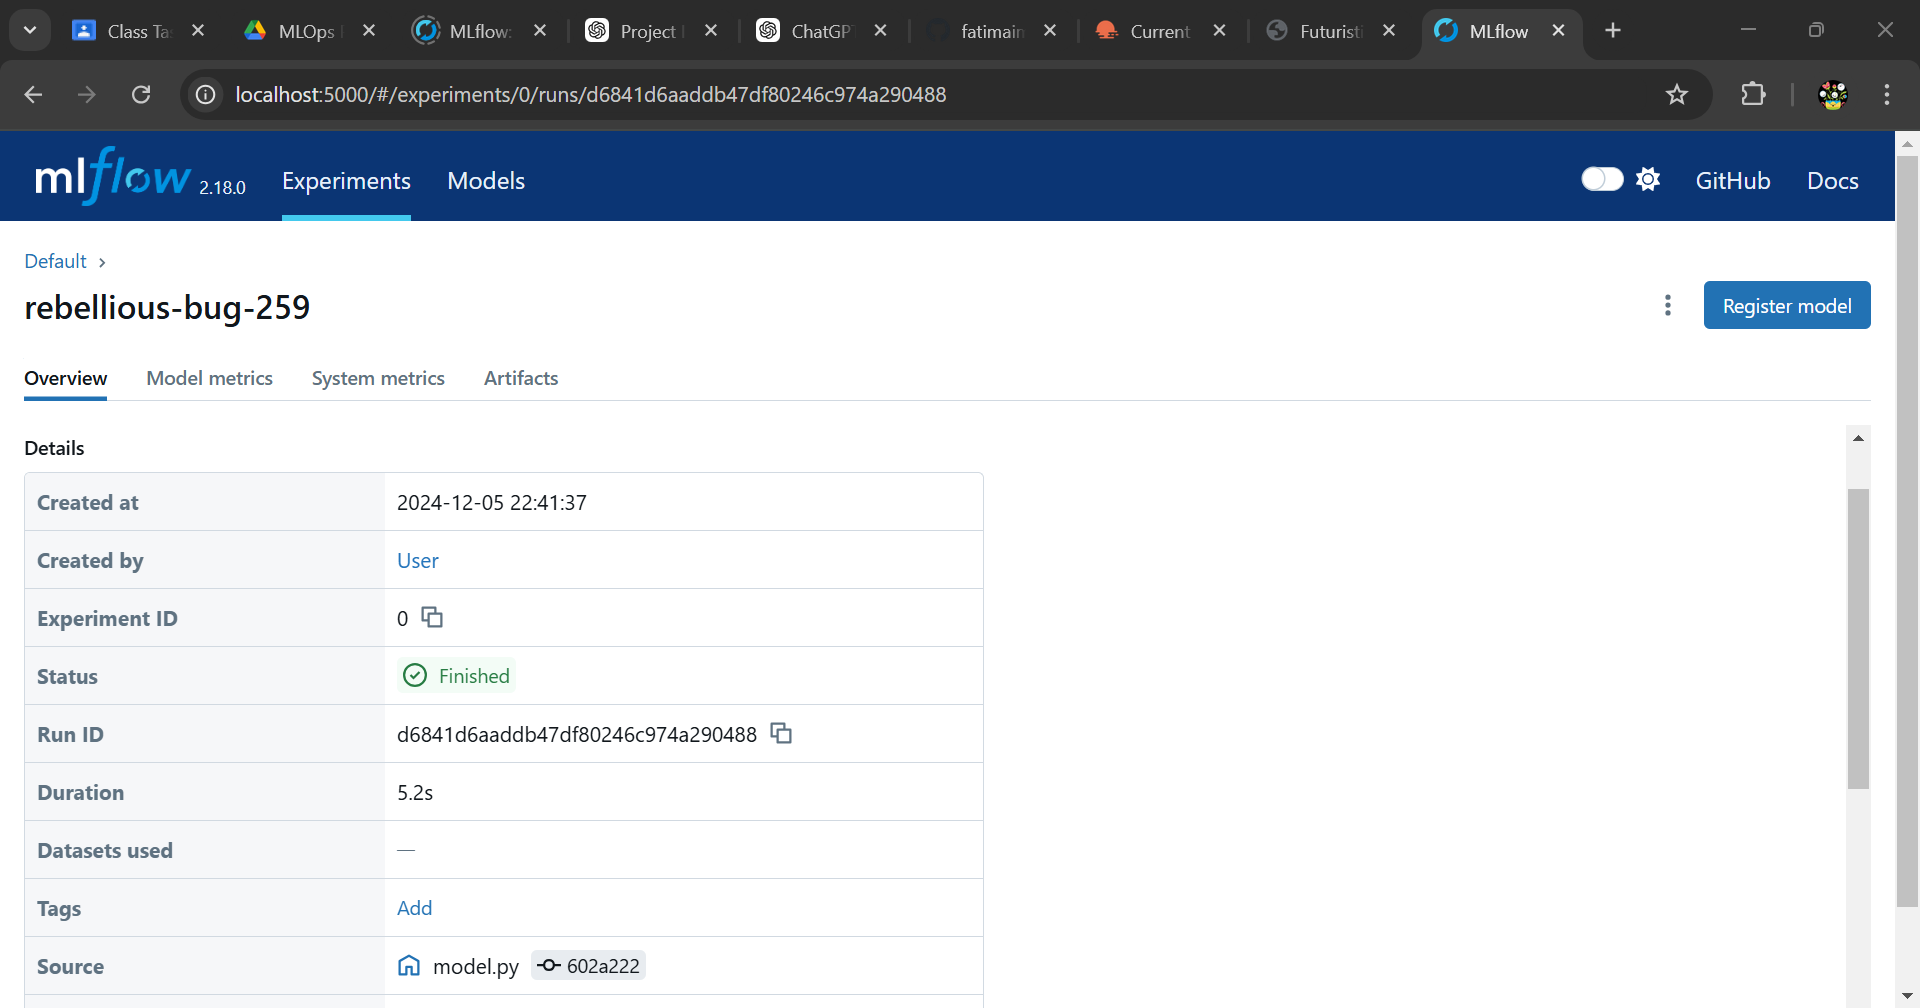 Class Ta
MLOps
MLflow:
Project
ChatGP
fatimain
Current
Futuristi
MLflow
localhost:5000/#/experiments/0/runs/d6841d6aaddb47df80246c974a290488
mlflow 2.18.0 Experiments Models GitHub Docs
Default
rebellious-bug-259
Register model
Overview Model metrics System metrics Artifacts
Details
Created at 2024-12-05 22:41:37
Created by User
Experiment ID 0
Status Finished
Run ID d6841d6aaddb47df80246c974a290488
Duration 5.2s
Datasets used —
Tags Add
Source model.py 602a222